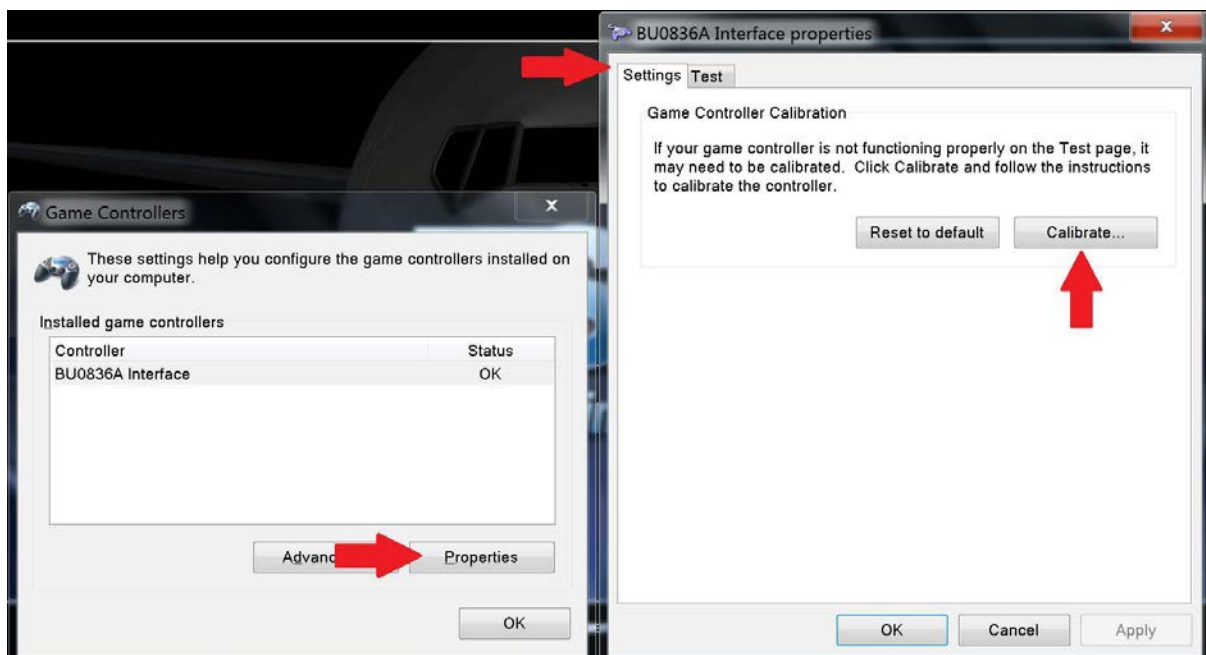 Game Controllers
X
These settings help you configure the game controllers installed on
your computer.
Installed game controllers
Controller Status
BU0836A Interface OK
Properties
OK
BU0836A Interface properties
X
Settings Test
Game Controller Calibration
If your game controller is not functioning properly on the Test page, it
may need to be calibrated. Click Calibrate and follow the instructions
to calibrate the controller.
Reset to default Calibrate...
OK Cancel Apply